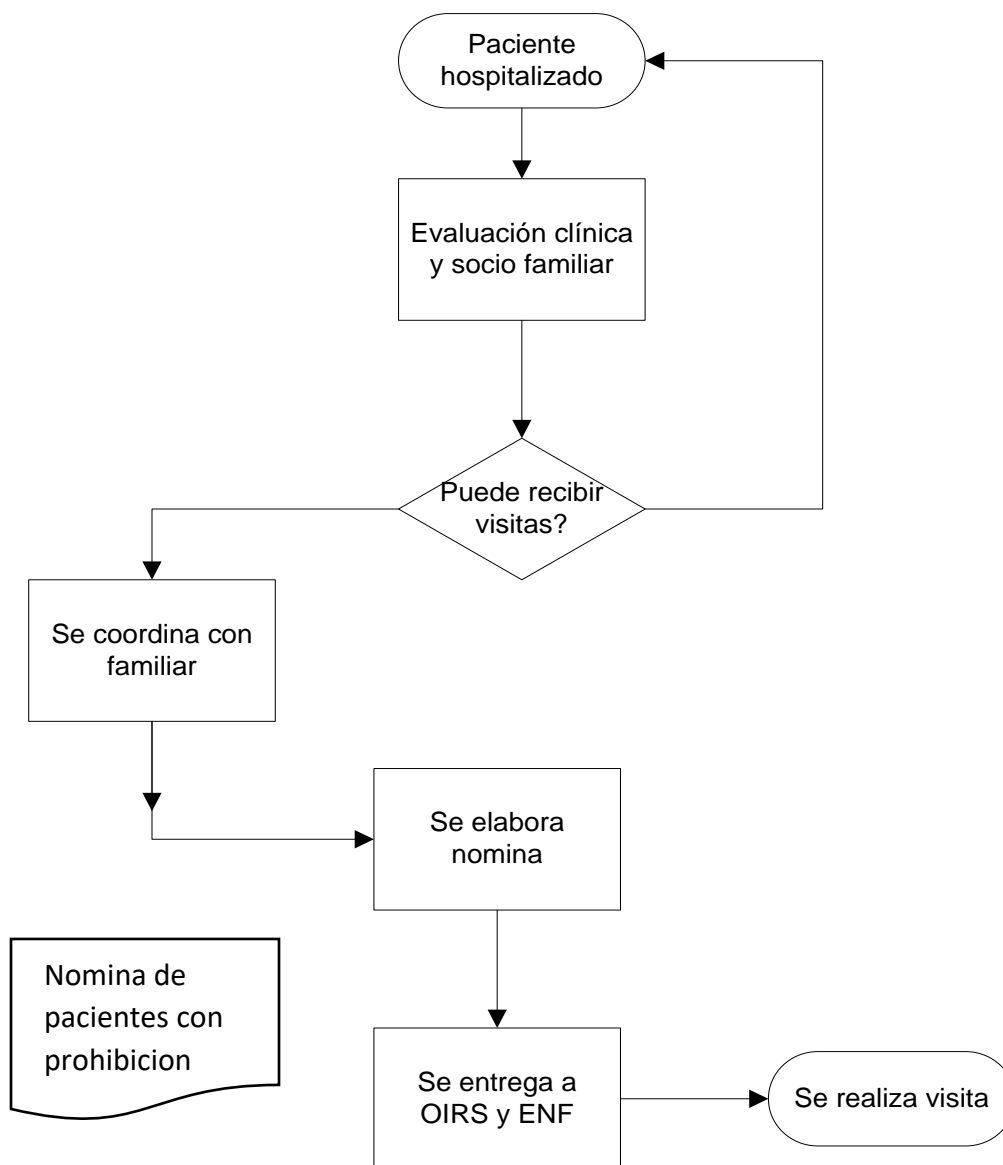 Paciente
hospitalizado
Evaluación clínica
y socio familiar
Puede recibir
visitas?
Se coordina con
familiar
Se elabora
nomina
Nomina de
pacientes con
prohibicion
Se entrega a
OIRS y ENF
Se realiza visita